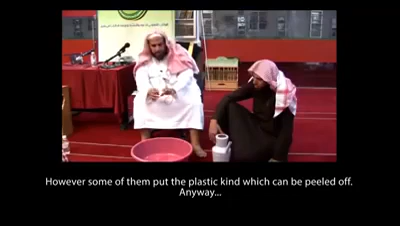 However some of them put the plastic kind which can be peeled off.
Anyway...